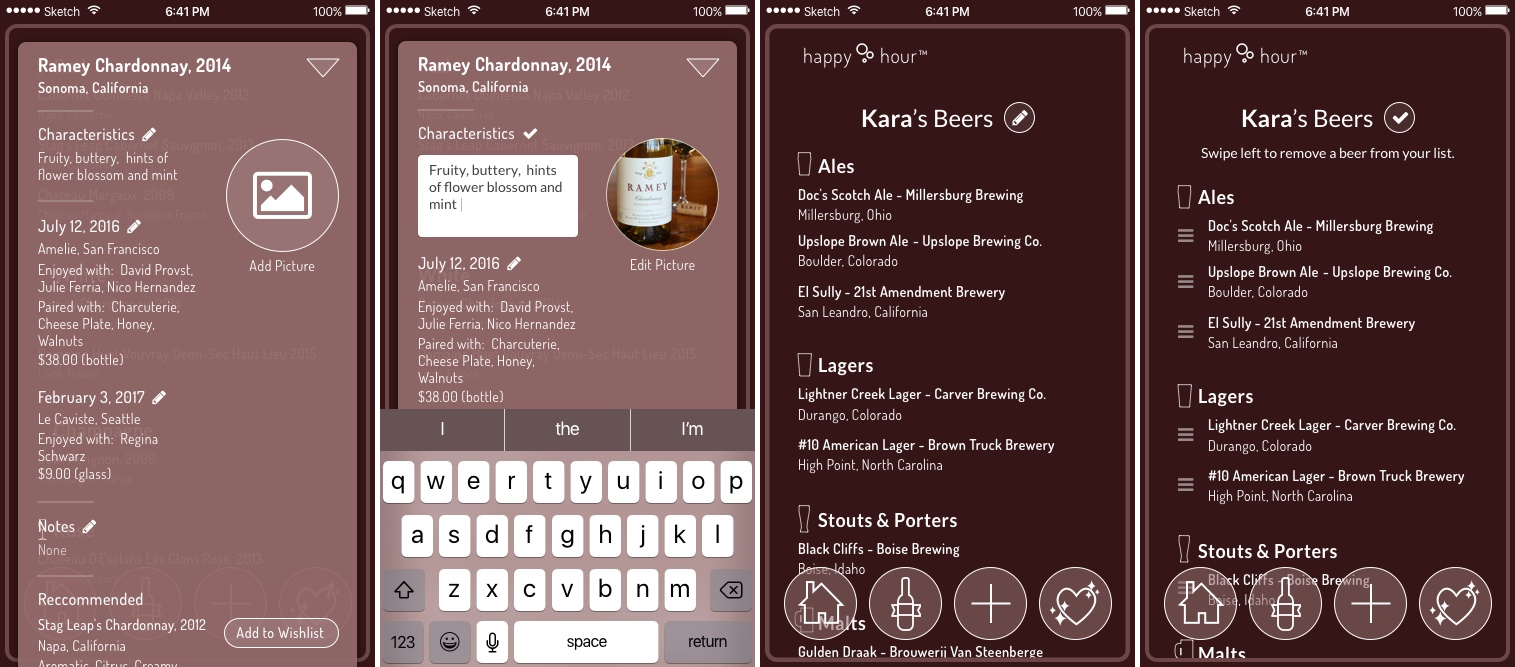 Sketch 6:41 PM 100%
Ramey Chardonnay, 2014
Sonoma, California
Characteristics
Fruity, buttery, hints of
flower blossom and mint
July 12, 2016
Amelie, San Francisco
Enjoyed with: David Provst,
Julie Ferria, Nico Hernandez
Paired with: Charcuterie,
Cheese Plate, Honey,
Walnuts
$38.00 (bottle)
Add Picture
February 3, 2017
Le Caviste, Seattle
Enjoyed with: Regina
Schwarz
$9.00 (glass)
Notes
None
Reccommended
Stag Leap's Chardonnay, 2012
Napa, California
Aromatic, Citrus, Creamy
Add to Wishlist
Sketch 6:41 PM 100%
Ramey Chardonnay, 2014
Sonoma, California
Characteristics
Fruity, buttery, hints
of flower blossom and
mint
RAMEY
Chardonnay
Edit Picture
July 12, 2016
Amelie, San Francisco
Enjoyed with: David Provst,
Julie Ferria, Nico Hernandez
Paired with: Charcuterie,
Cheese Plate, Honey,
Walnuts
$38.00 (bottle)
I the I'm
q w e r t y u i o p
a s d f g h j k l
z x c v b n m
123 space return
Sketch 6:41 PM 100%
happy hour™
Kara's Beers
Ales
Doc's Scotch Ale - Millersburg Brewing
Millersburg, Ohio
Upslope Brown Ale - Upslope Brewing Co.
Boulder, Colorado
El Sully - 21st Amendment Brewery
San Leandro, California
Lagers
Lightner Creek Lager - Carver Brewing Co.
Durango, Colorado
#10 American Lager - Brown Truck Brewery
High Point, North Carolina
Stouts & Porters
Black Cliffs - Boise Brewing
Boise, Idaho
Malts
Gulden Draak - Brouwerij Van Steenberge
Sketch 6:41 PM 100%
happy hour™
Kara's Beers
Swipe left to remove a beer from your list.
Ales
Doc's Scotch Ale - Millersburg Brewing
Millersburg, Ohio
Upslope Brown Ale - Upslope Brewing Co.
Boulder, Colorado
El Sully - 21st Amendment Brewery
San Leandro, California
Lagers
Lightner Creek Lager - Carver Brewing Co.
Durango, Colorado
#10 American Lager - Brown Truck Brewery
High Point, North Carolina
Stouts & Porters
Black Cliffs - Boise Brewing
Boise, Idaho
Malts